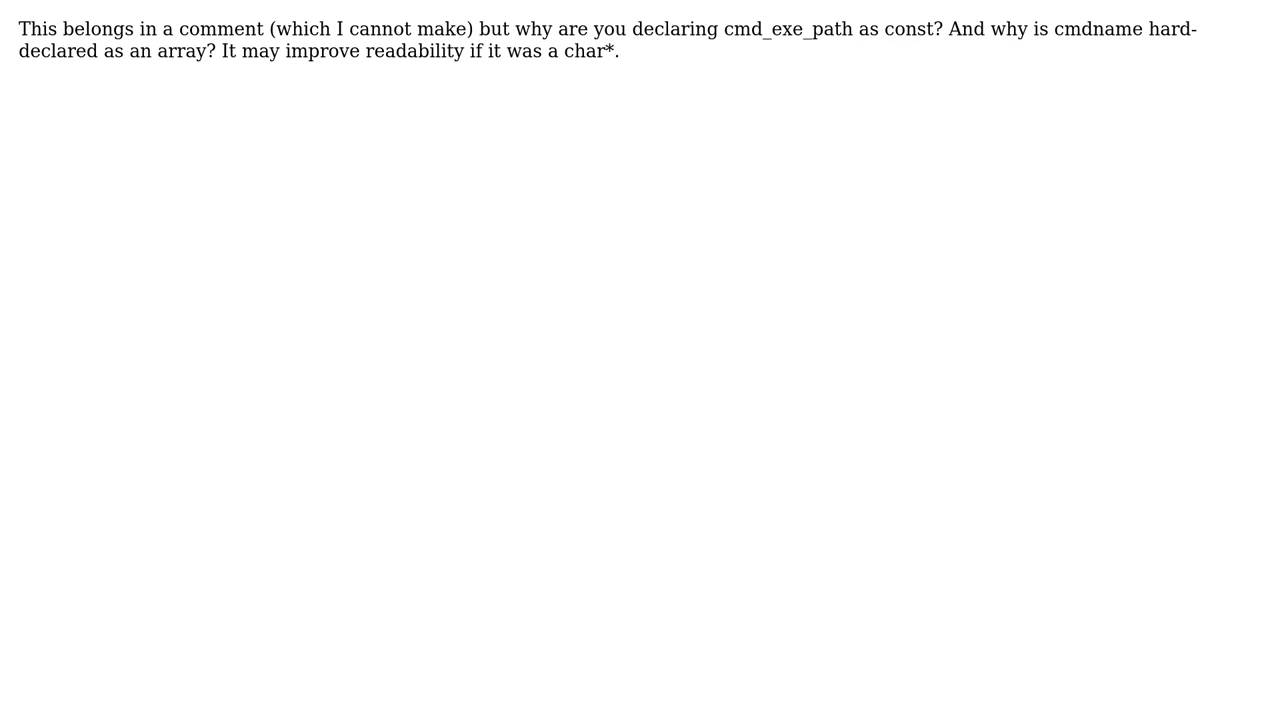 This belongs in a comment (which I cannot make) but why are you declaring cmd_exe_path as const? And why is cmdname hard-
declared as an array? It may improve readability if it was a char*.